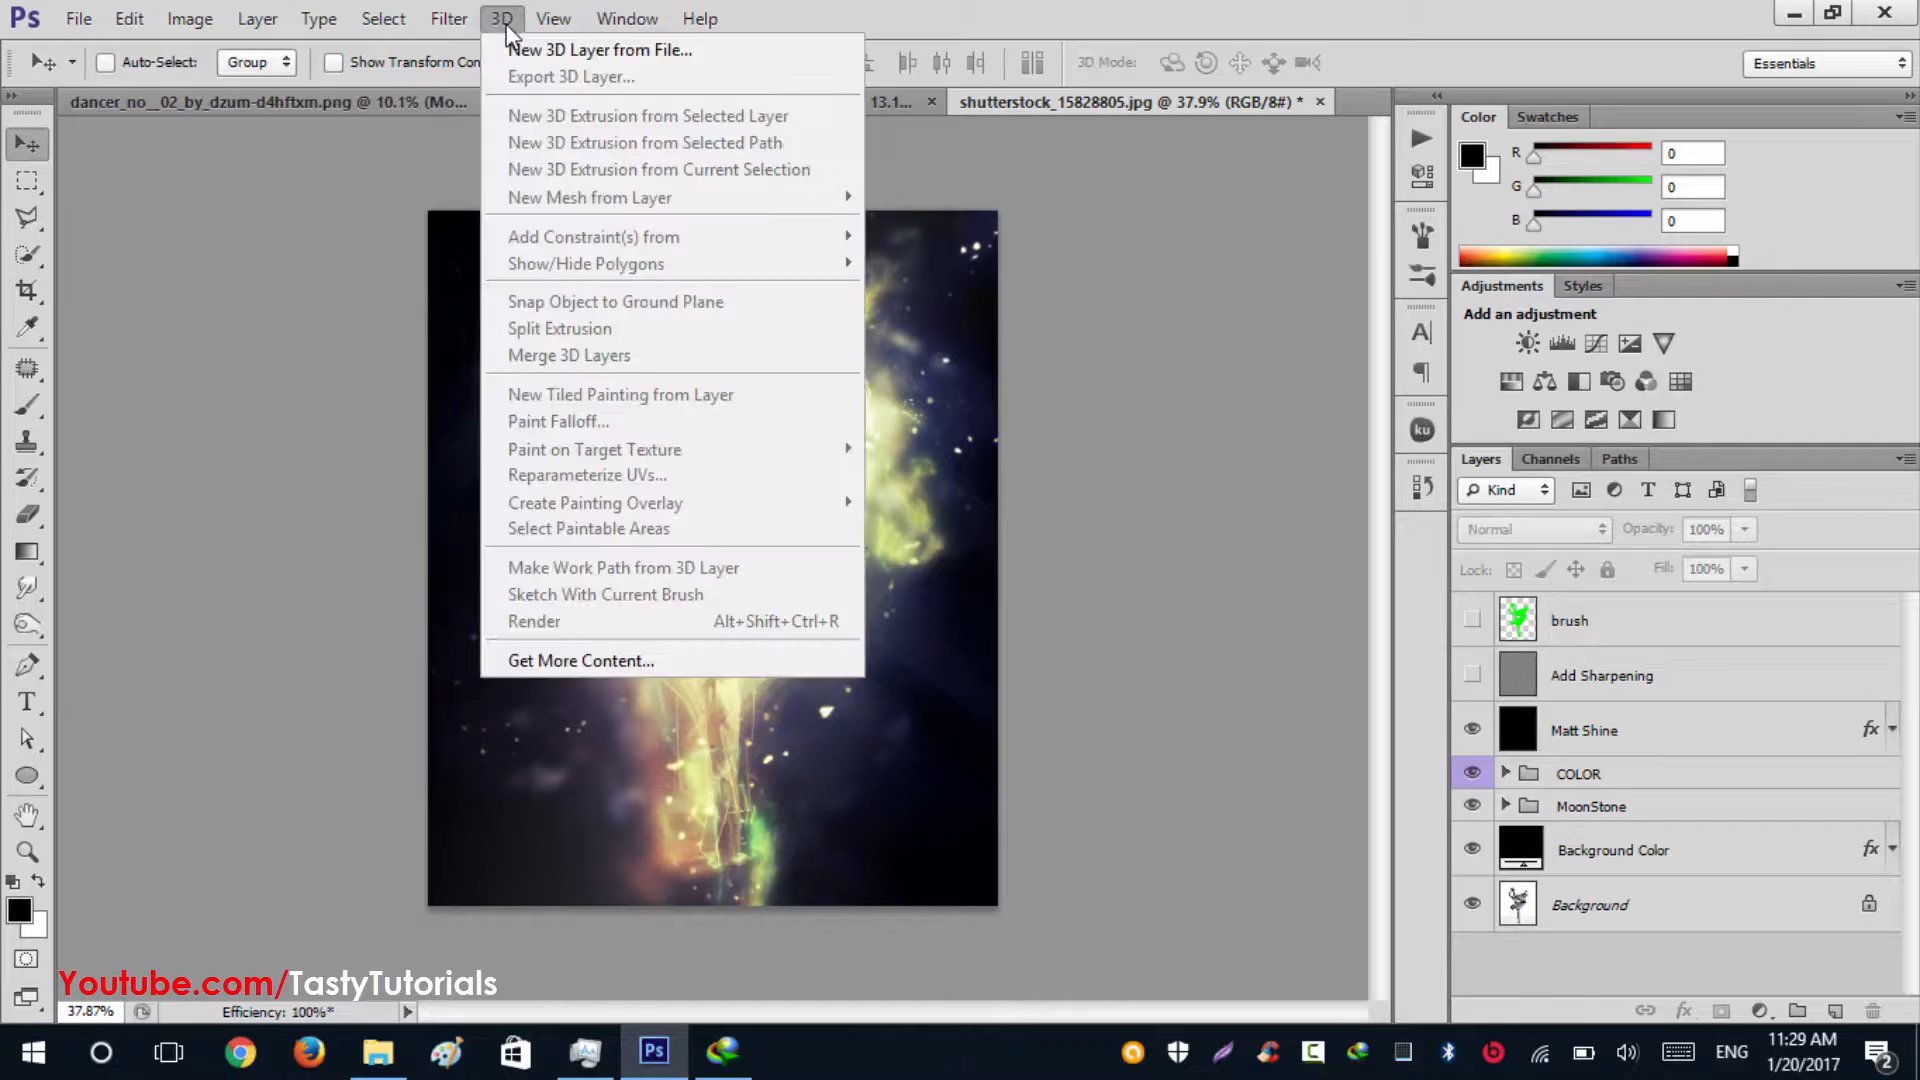 Ps File Edit Image Layer Type Select Filter 3D View Window Help
Auto-Select: Group Show Transform Con 3D Mode: Essentials
dancer_no__02_by_dzum-d4hftxm.png @ 10.1% (Mo... 13.1... × shutterstock_15828805.jpg @ 37.9% (RGB/8#) * ×
New 3D Layer from File...
Export 3D Layer...
New 3D Extrusion from Selected Layer
New 3D Extrusion from Selected Path
New 3D Extrusion from Current Selection
New Mesh from Layer
Add Constraint(s) from
Show/Hide Polygons
Snap Object to Ground Plane
Split Extrusion
Merge 3D Layers
New Tiled Painting from Layer
Paint Falloff...
Paint on Target Texture
Reparameterize UVs...
Create Painting Overlay
Select Paintable Areas
Make Work Path from 3D Layer
Sketch With Current Brush
Render Alt+Shift+Ctrl+R
Get More Content...
Color Swatches
R 0
G 0
B 0
Adjustments Styles
Add an adjustment
ku
Layers Channels Paths
Kind
Normal Opacity: 100%
Lock: Fill: 100%
brush
Add Sharpening
Matt Shine fx
COLOR
MoonStone
Background Color fx
Background
Youtube.com/TastyTutorials
37.87% Efficiency: 100%*
fx
Ps ENG 11:29 AM
1/20/2017
2